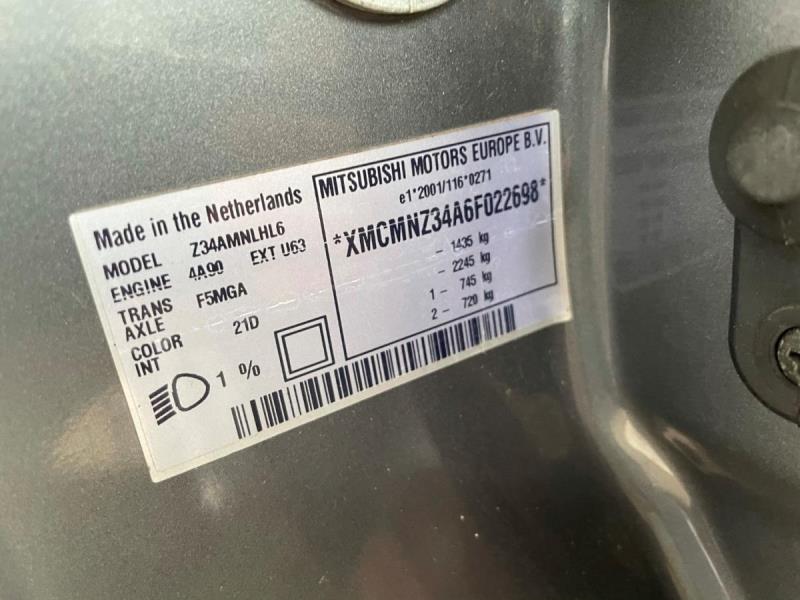 Made in the Netherlands
MODEL Z34AMNLHL6
ENGINE 4A90 EXT U63
TRANS F5MGA
AXLE
COLOR 21D
INT
1 %
MITSUBISHI MOTORS EUROPE B.V.
e1*2001/116*0271
*XMCMNZ34A6F022698*
– 1435 kg
– 2245 kg
1 – 745 kg
2 – 720 kg